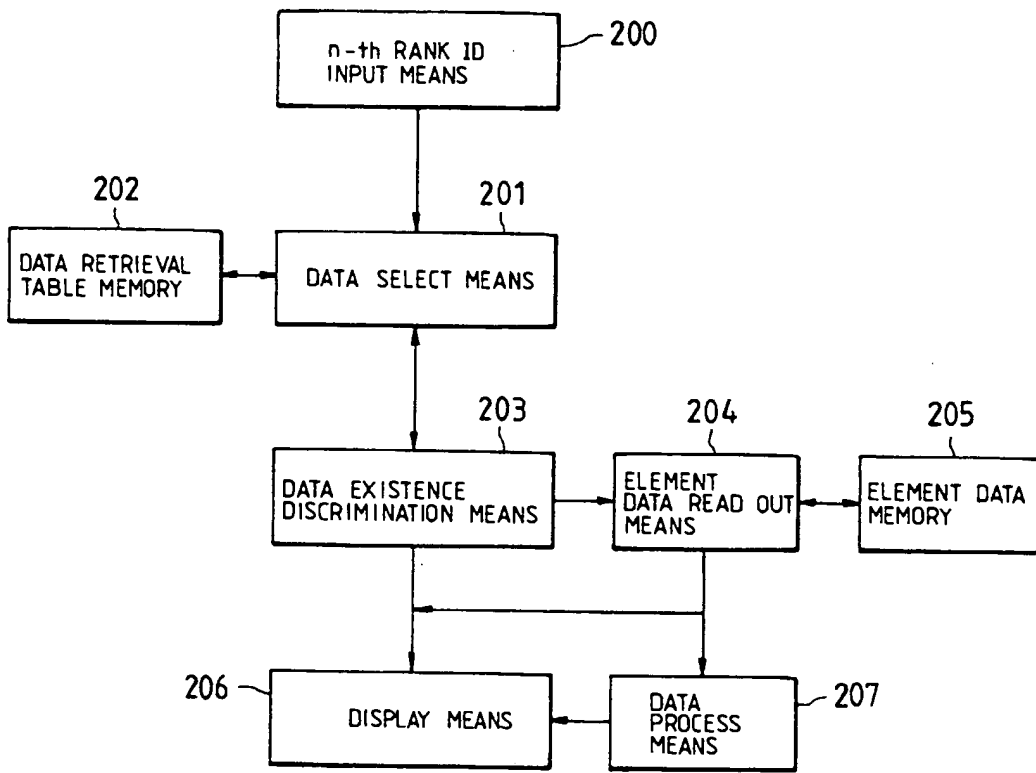 200
n-th RANK ID
INPUT MEANS
202
201
DATA RETRIEVAL
TABLE MEMORY
DATA SELECT MEANS
203
204
205
DATA EXISTENCE
DISCRIMINATION MEANS
ELEMENT
DATA READ OUT
MEANS
ELEMENT DATA
MEMORY
206
DISPLAY MEANS
DATA
PROCESS
MEANS
207